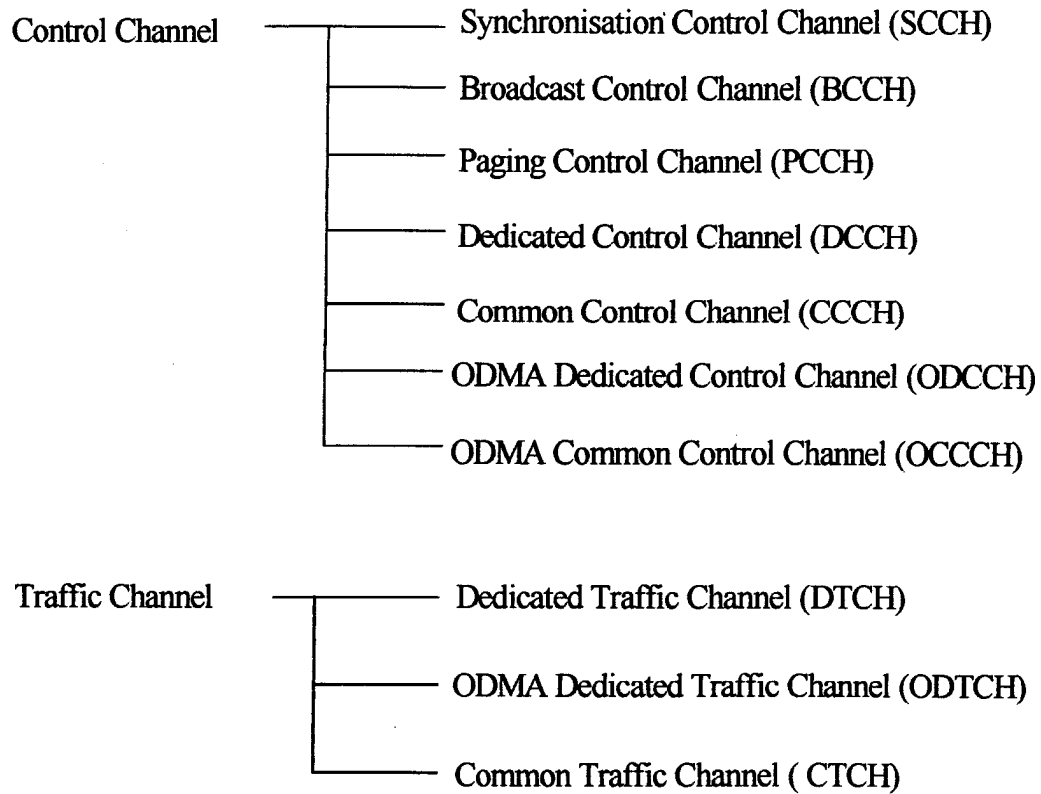 Control Channel
Synchronisation Control Channel (SCCH)
Broadcast Control Channel (BCCH)
Paging Control Channel (PCCH)
Dedicated Control Channel (DCCH)
Common Control Channel (CCCH)
ODMA Dedicated Control Channel (ODCCH)
ODMA Common Control Channel (OCCCH)
Traffic Channel
Dedicated Traffic Channel (DTCH)
ODMA Dedicated Traffic Channel (ODTCH)
Common Traffic Channel ( CTCH)